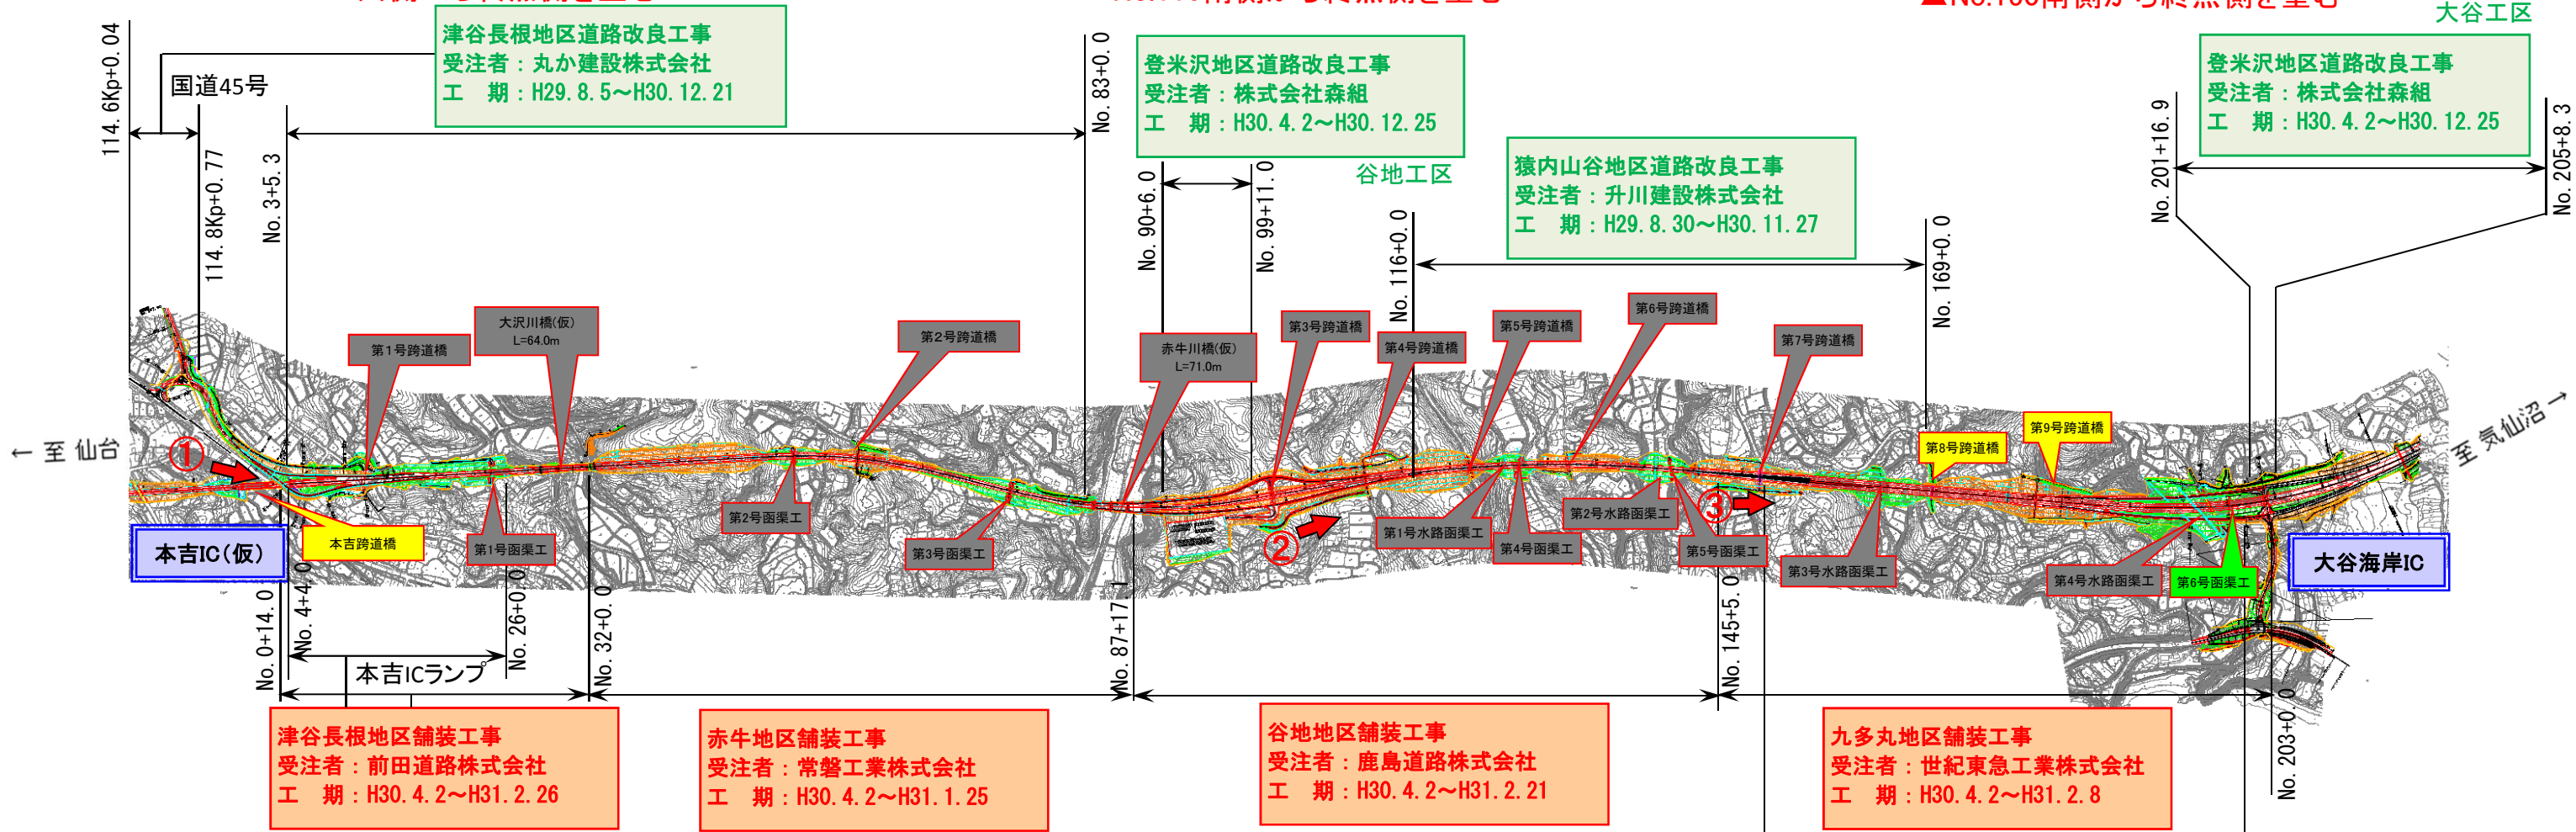 大谷工区
津谷長根地区道路改良工事
受注者：丸か建設株式会社
工　期：H29.8.5～H30.12.21
登米沢地区道路改良工事
受注者：株式会社森組
工　期：H30.4.2～H30.12.25
谷地工区
猿内山谷地区道路改良工事
受注者：升川建設株式会社
工　期：H29.8.30～H30.11.27
登米沢地区道路改良工事
受注者：株式会社森組
工　期：H30.4.2～H30.12.25
国道45号
114.6Kp+0.04
114.8Kp+0.77
No.3+5.3
No.83+0.0
No.90+6.0
No.99+11.0
No.116+0.0
No.169+0.0
No.201+16.9
No.205+8.3
第1号跨道橋
大沢川橋(仮)
L=64.0m
第2号跨道橋
赤牛川橋(仮)
L=71.0m
第3号跨道橋
第4号跨道橋
第5号跨道橋
第6号跨道橋
第7号跨道橋
第8号跨道橋
第9号跨道橋
← 至 仙台
至 気仙沼 →
①
②
③
本吉IC(仮)
本吉跨道橋
第1号函渠工
第2号函渠工
第3号函渠工
第1号水路函渠工
第4号函渠工
第2号水路函渠工
第5号函渠工
第3号水路函渠工
第4号水路函渠工
第6号函渠工
大谷海岸IC
No.0+14.0
No.4+4.0
No.26+0.0
No.32+0.0
No.87+17.1
No.145+5.0
No.203+0.0
本吉ICランプ
津谷長根地区舗装工事
受注者：前田道路株式会社
工　期：H30.4.2～H31.2.26
赤牛地区舗装工事
受注者：常磐工業株式会社
工　期：H30.4.2～H31.1.25
谷地地区舗装工事
受注者：鹿島道路株式会社
工　期：H30.4.2～H31.2.21
九多丸地区舗装工事
受注者：世紀東急工業株式会社
工　期：H30.4.2～H31.2.8